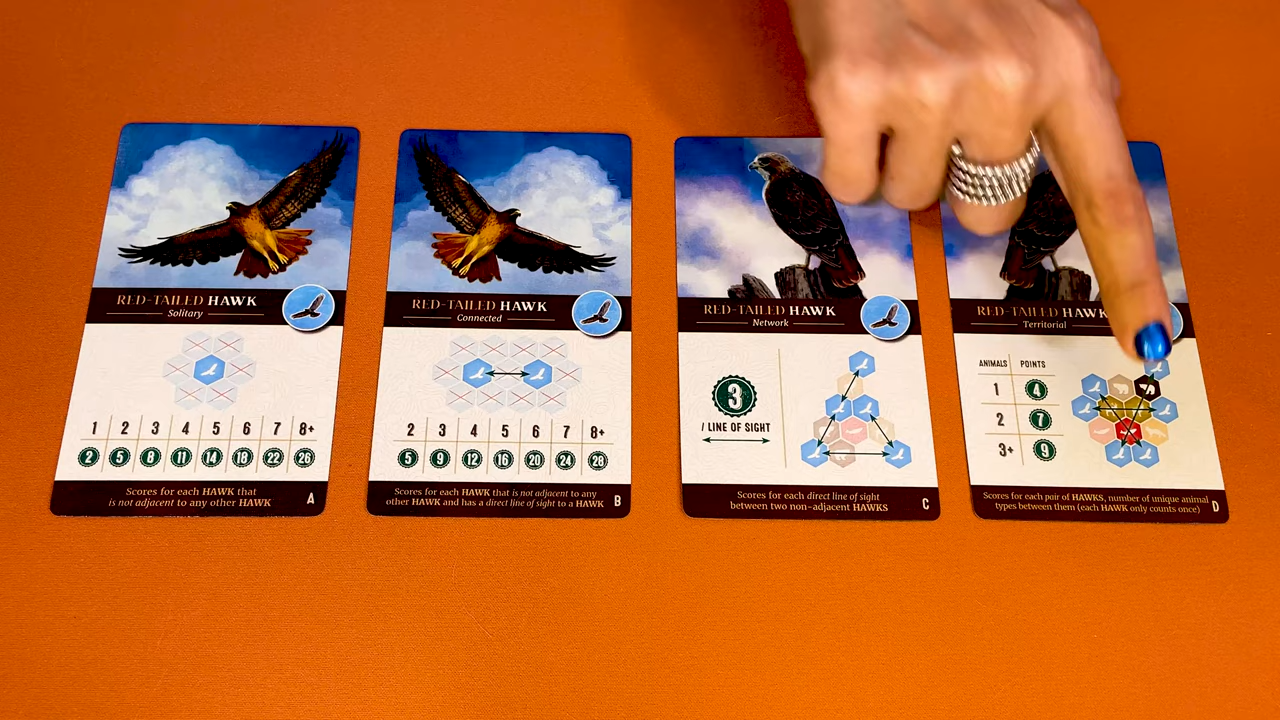 RED-TAILED HAWK
Solitary
1 2 3 4 5 6 7 8+
2 5 8 11 14 18 22 26
Scores for each HAWK that
is not adjacent to any other HAWK
A
RED-TAILED HAWK
Connected
2 3 4 5 6 7 8+
5 9 12 16 20 24 28
Scores for each HAWK that is not adjacent to any
other HAWK and has a direct line of sight to a HAWK
B
RED-TAILED HAWK
Network
3
/ LINE OF SIGHT
Scores for each direct line of sight
between two non-adjacent HAWKS
C
RED-TAILED HAWK
Territorial
ANIMALS POINTS
1 4
2 7
3+ 9
Scores for each pair of HAWKS, number of unique animal
types between them (each HAWK only counts once)
D